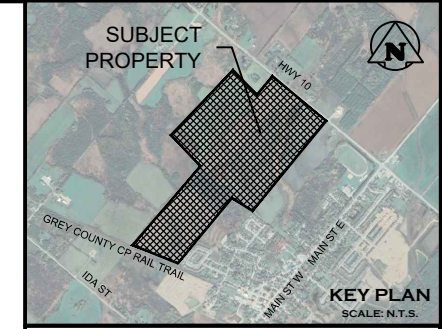 SUBJECT
PROPERTY
N
HWY 10
GREY COUNTY CP RAIL TRAIL
IDA ST
MAIN ST W
MAIN ST E
KEY PLAN
SCALE: N.T.S.